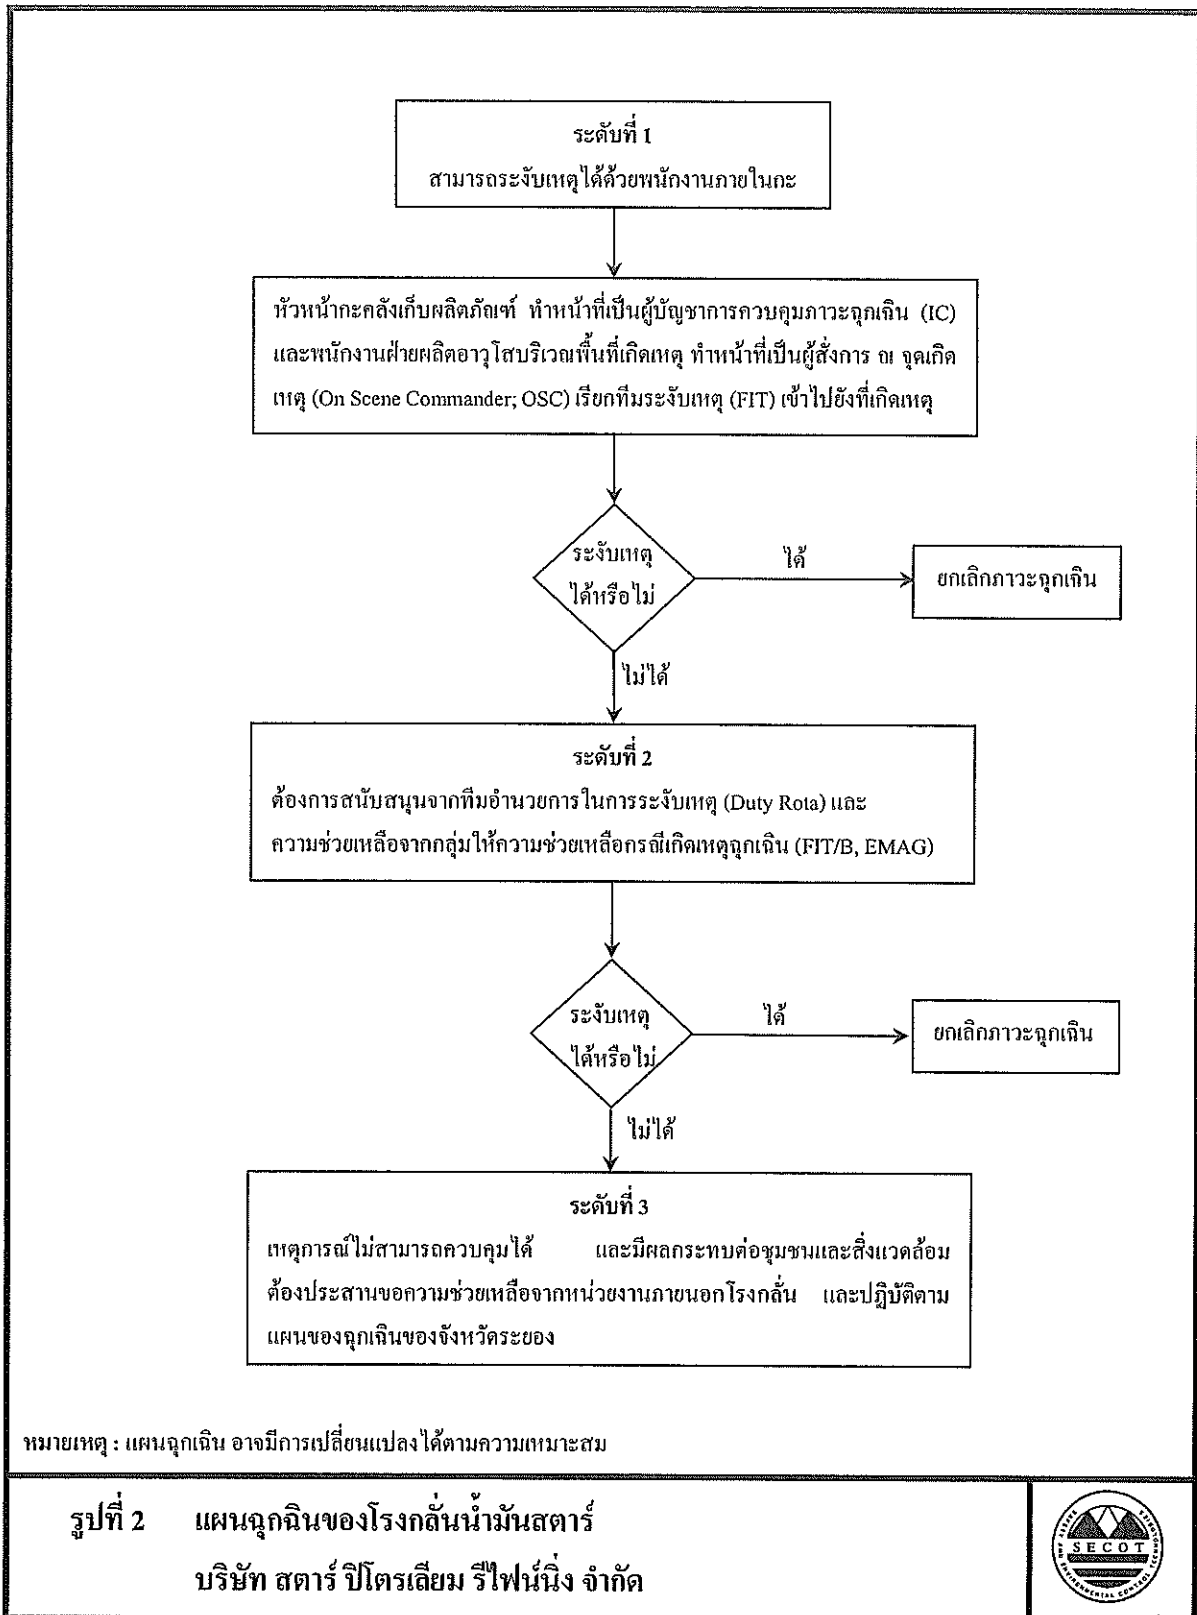 ระดับที่ 1
สามารถระงับเหตุได้ด้วยพนักงานภายในกะ
หัวหน้ากะคลังเก็บผลิตภัณฑ์ ทำหน้าที่เป็นผู้บัญชาการควบคุมภาวะฉุกเฉิน (IC)
และพนักงานฝ่ายผลิตอาวุโสบริเวณพื้นที่เกิดเหตุ ทำหน้าที่เป็นผู้สั่งการ ณ จุดเกิด
เหตุ (On Scene Commander; OSC) เรียกทีมระงับเหตุ (FIT) เข้าไปยังที่เกิดเหตุ
ระงับเหตุ
ได้หรือไม่
ได้
ยกเลิกภาวะฉุกเฉิน
ไม่ได้
ระดับที่ 2
ต้องการสนับสนุนจากทีมอำนวยการในการระงับเหตุ (Duty Rota) และ
ความช่วยเหลือจากกลุ่มให้ความช่วยเหลือกรณีเกิดเหตุฉุกเฉิน (FIT/B, EMAG)
ระงับเหตุ
ได้หรือไม่
ได้
ยกเลิกภาวะฉุกเฉิน
ไม่ได้
ระดับที่ 3
เหตุการณ์ไม่สามารถควบคุมได้ และมีผลกระทบต่อชุมชนและสิ่งแวดล้อม
ต้องประสานขอความช่วยเหลือจากหน่วยงานภายนอกโรงกลั่น และปฏิบัติตาม
แผนของฉุกเฉินของจังหวัดระยอง
หมายเหตุ : แผนฉุกเฉิน อาจมีการเปลี่ยนแปลงได้ตามความเหมาะสม
รูปที่ 2 แผนฉุกฉินของโรงกลั่นน้ำมันสตาร์
บริษัท สตาร์ ปิโตรเลียม รีไฟน์นิ่ง จำกัด
SECOT